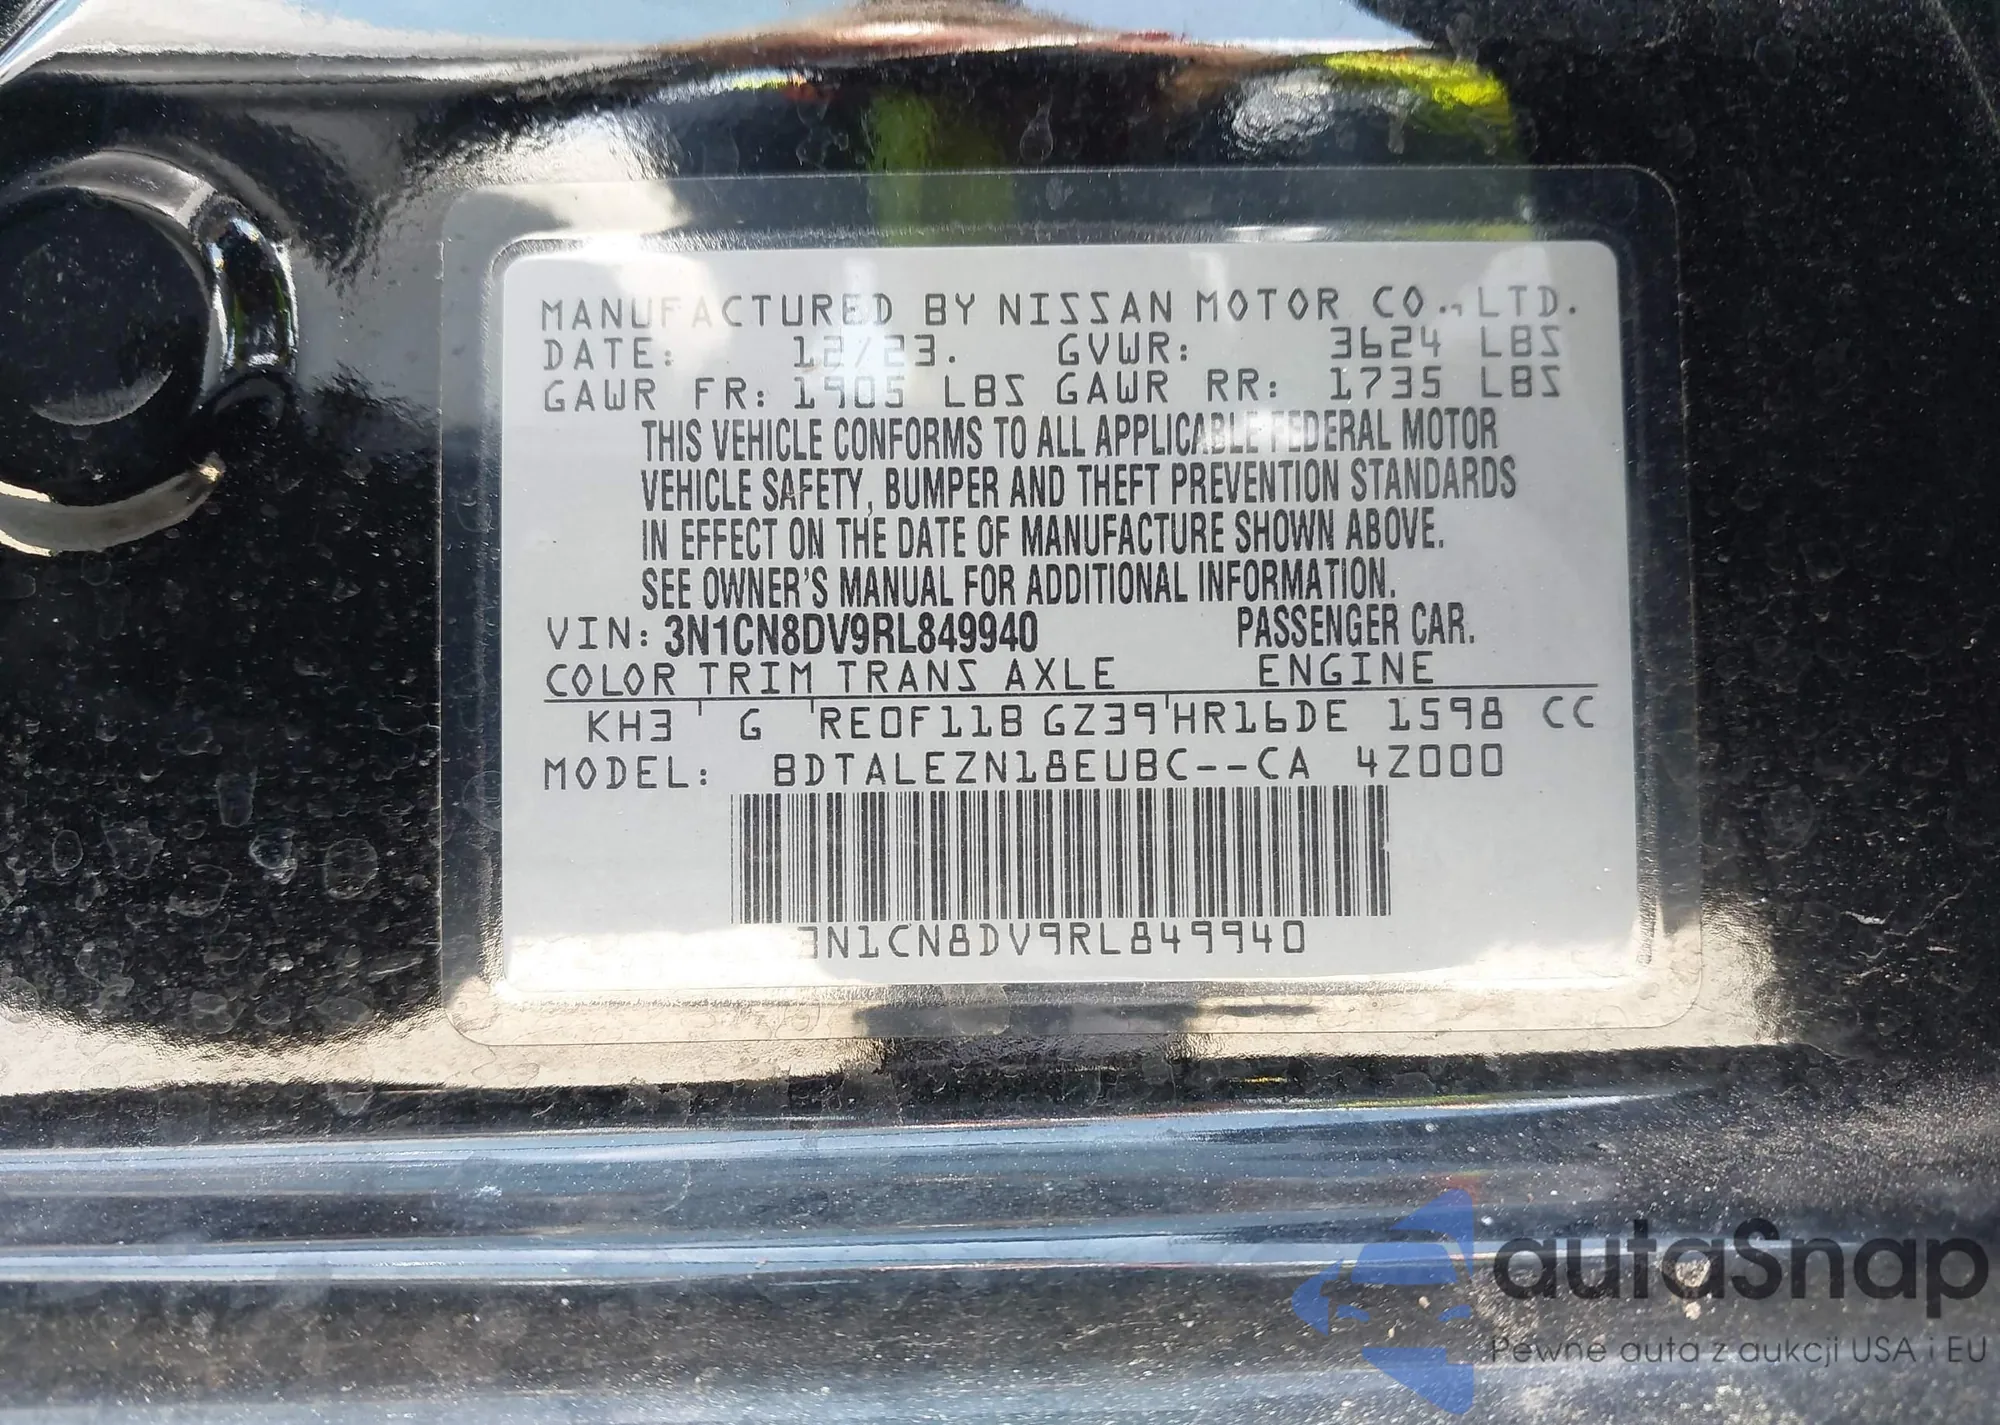 MANUFACTURED BY NISSAN MOTOR CO., LTD.
DATE: 12/23. GVWR: 3624 LBS
GAWR FR: 1905 LBS GAWR RR: 1735 LBS
THIS VEHICLE CONFORMS TO ALL APPLICABLE FEDERAL MOTOR
VEHICLE SAFETY, BUMPER AND THEFT PREVENTION STANDARDS
IN EFFECT ON THE DATE OF MANUFACTURE SHOWN ABOVE.
SEE OWNER'S MANUAL FOR ADDITIONAL INFORMATION.
VIN: 3N1CN8DV9RL849940 PASSENGER CAR.
COLOR TRIM TRANS AXLE ENGINE
KH3 G RE0F11B GZ39 HR16DE 1598 CC
MODEL: BDTALEZN18EUBC--CA 4Z000
3N1CN8DV9RL849940
autaSnap
Pewne auta z aukcji USA i EU